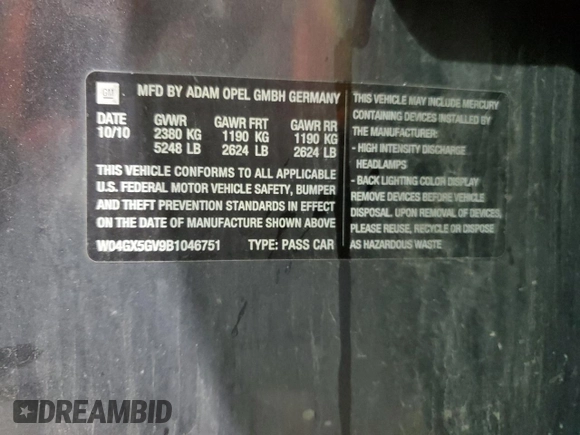 GM
MFD BY ADAM OPEL GMBH GERMANY
DATE GVWR GAWR FRT GAWR RR
10/10 2380 KG 1190 KG 1190 KG
5248 LB 2624 LB 2624 LB
THIS VEHICLE CONFORMS TO ALL APPLICABLE
U.S. FEDERAL MOTOR VEHICLE SAFETY, BUMPER
AND THEFT PREVENTION STANDARDS IN EFFECT
ON THE DATE OF MANUFACTURE SHOWN ABOVE
W04GX5GV9B1046751 TYPE: PASS CAR
THIS VEHICLE MAY INCLUDE MERCURY
CONTAINING DEVICES INSTALLED BY
THE MANUFACTURER:
- HIGH INTENSITY DISCHARGE
HEADLAMPS
- BACK LIGHTING COLOR DISPLAY
REMOVE DEVICES BEFORE VEHICLE
DISPOSAL. UPON REMOVAL OF DEVICES,
PLEASE REUSE, RECYCLE OR DISPOSE
AS HAZARDOUS WASTE
DREAMBID